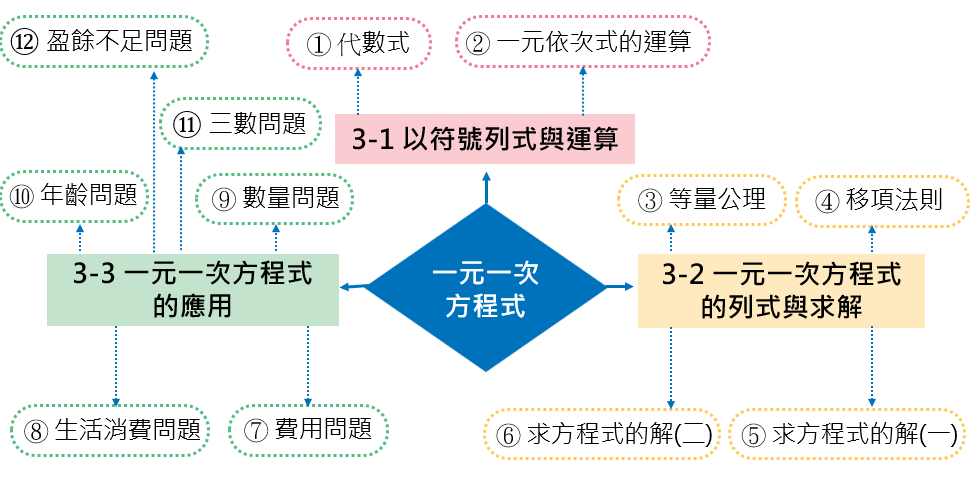 ⑫ 盈餘不足問題
① 代數式
② 一元依次式的運算
⑪ 三數問題
3-1 以符號列式與運算
⑩ 年齡問題
⑨ 數量問題
③ 等量公理
④ 移項法則
3-3 一元一次方程式
的應用
一元一次
方程式
3-2 一元一次方程式
的列式與求解
⑧ 生活消費問題
⑦ 費用問題
⑥ 求方程式的解(二)
⑤ 求方程式的解(一)